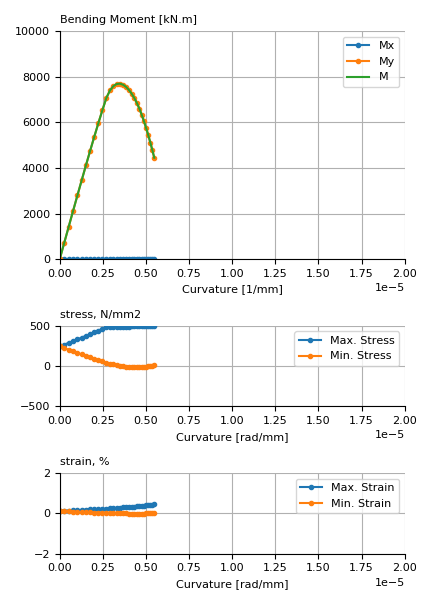 Bending Moment [kN.m]
10000
8000
6000
4000
2000
0
Mx
My
M
0.00 0.25 0.50 0.75 1.00 1.25 1.50 1.75 2.00
Curvature [1/mm]
1e−5
stress, N/mm2
500
0
−500
Max. Stress
Min. Stress
0.00 0.25 0.50 0.75 1.00 1.25 1.50 1.75 2.00
Curvature [rad/mm]
1e−5
strain, %
2
0
−2
Max. Strain
Min. Strain
0.00 0.25 0.50 0.75 1.00 1.25 1.50 1.75 2.00
Curvature [rad/mm]
1e−5